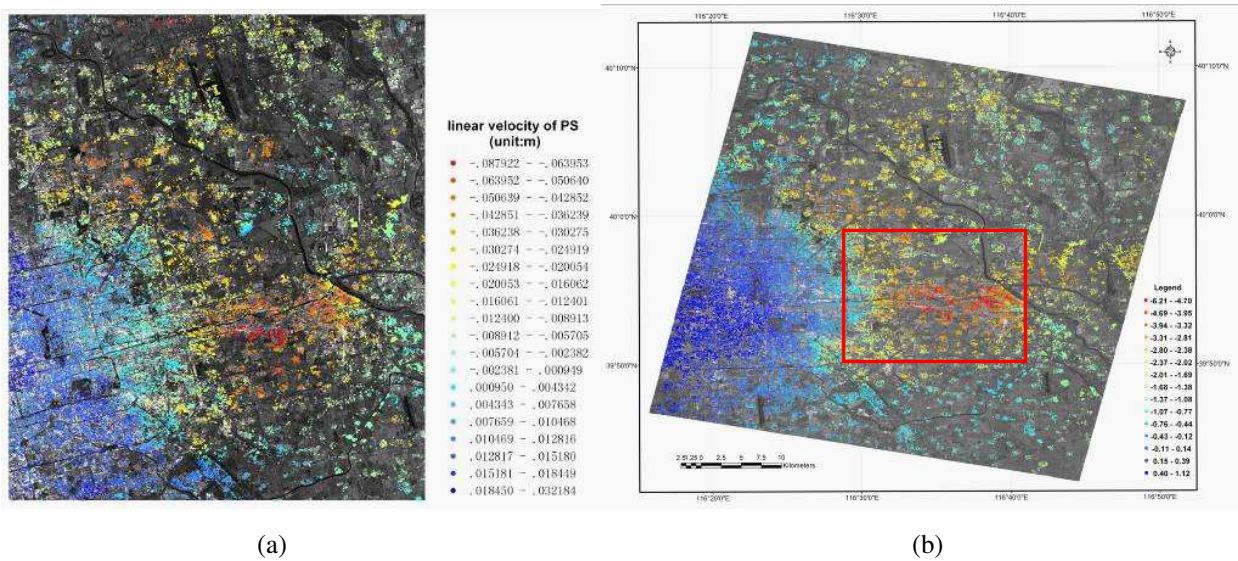 linear velocity of PS
(unit:m)
-.087922 - -.063953
-.063952 - -.050640
-.050639 - -.042852
-.042851 - -.036239
-.036238 - -.030275
-.030274 - -.024919
-.024918 - -.020054
-.020053 - -.016062
-.016061 - -.012401
-.012400 - -.008913
-.008912 - -.005705
-.005704 - -.002382
-.002381 - .000949
.000950 - .004342
.004343 - .007658
.007659 - .010468
.010469 - .012816
.012817 - .015180
.015181 - .018449
.018450 - .032184
(a)
116°20'0"E 116°30'0"E 116°40'0"E 116°50'0"E
40°10'0"N 40°10'0"N
40°0'0"N 40°0'0"N
39°50'0"N 39°50'0"N
Legend
-6.21 - -4.70
-4.69 - -3.95
-3.94 - -3.32
-3.31 - -2.81
-2.80 - -2.38
-2.37 - -2.02
-2.01 - -1.69
-1.68 - -1.38
-1.37 - -1.08
-1.07 - -0.77
-0.76 - -0.44
-0.43 - -0.12
-0.11 - 0.14
0.15 - 0.39
0.40 - 1.12
2.5 1.25 0 2.5 5 7.5 10
Kilometers
116°20'0"E 116°30'0"E 116°40'0"E 116°50'0"E
(b)